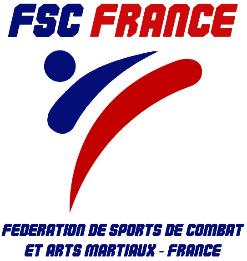 FSC FRANCE
FEDERATION DE SPORTS DE COMBAT
ET ARTS MARTIAUX - FRANCE